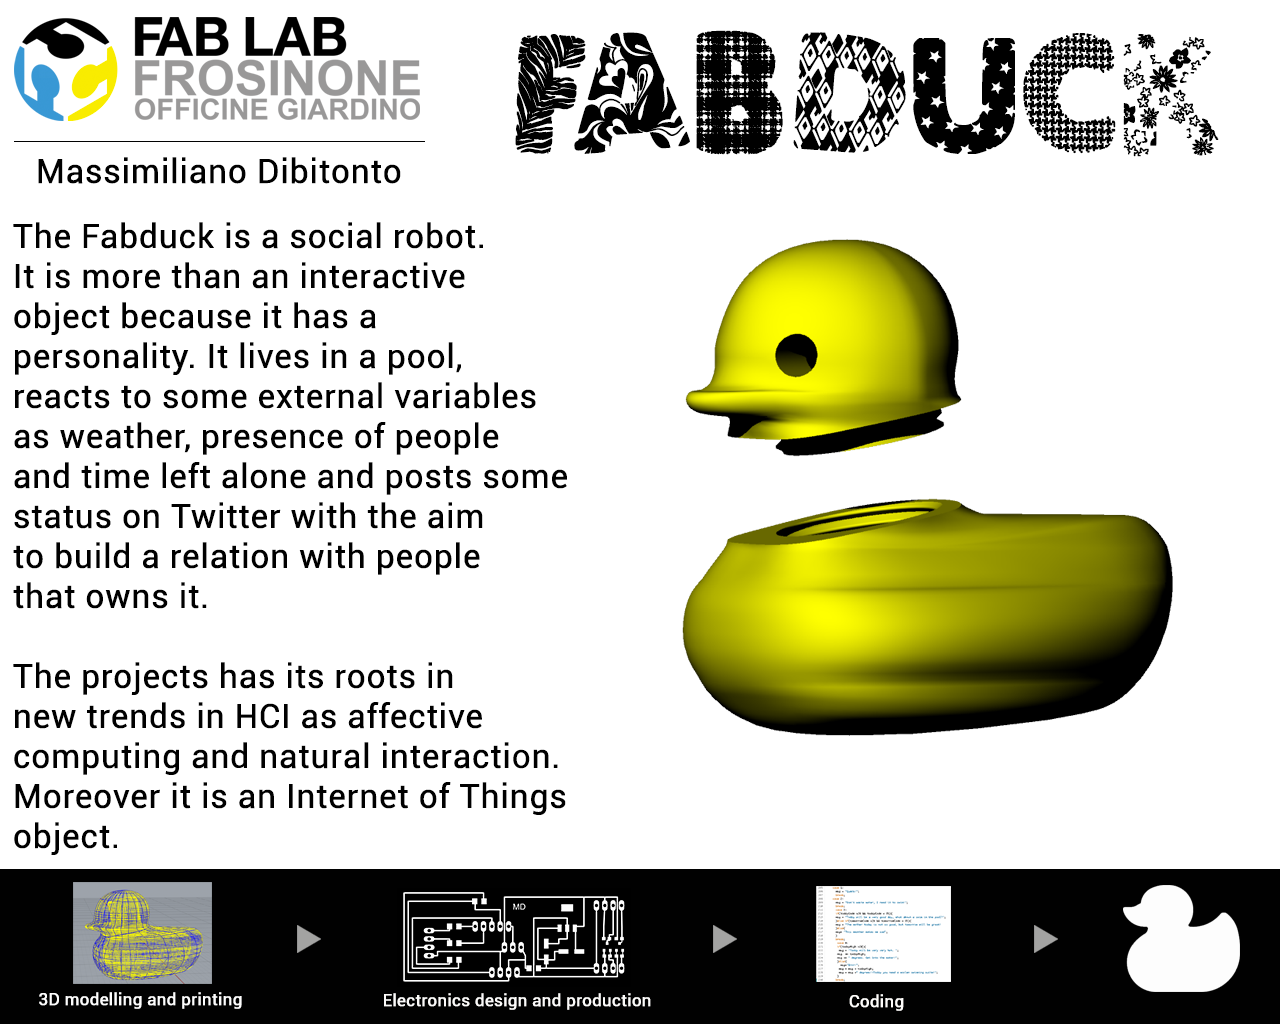 FAB LAB
FROSINONE
OFFICINE GIARDINO
FABDUCK
Massimiliano Dibitonto
The Fabduck is a social robot.
It is more than an interactive
object because it has a
personality. It lives in a pool,
reacts to some external variables
as weather, presence of people
and time left alone and posts some
status on Twitter with the aim
to build a relation with people
that owns it.
The projects has its roots in
new trends in HCI as affective
computing and natural interaction.
Moreover it is an Internet of Things
object.
MD
3D modelling and printing
Electronics design and production
Coding